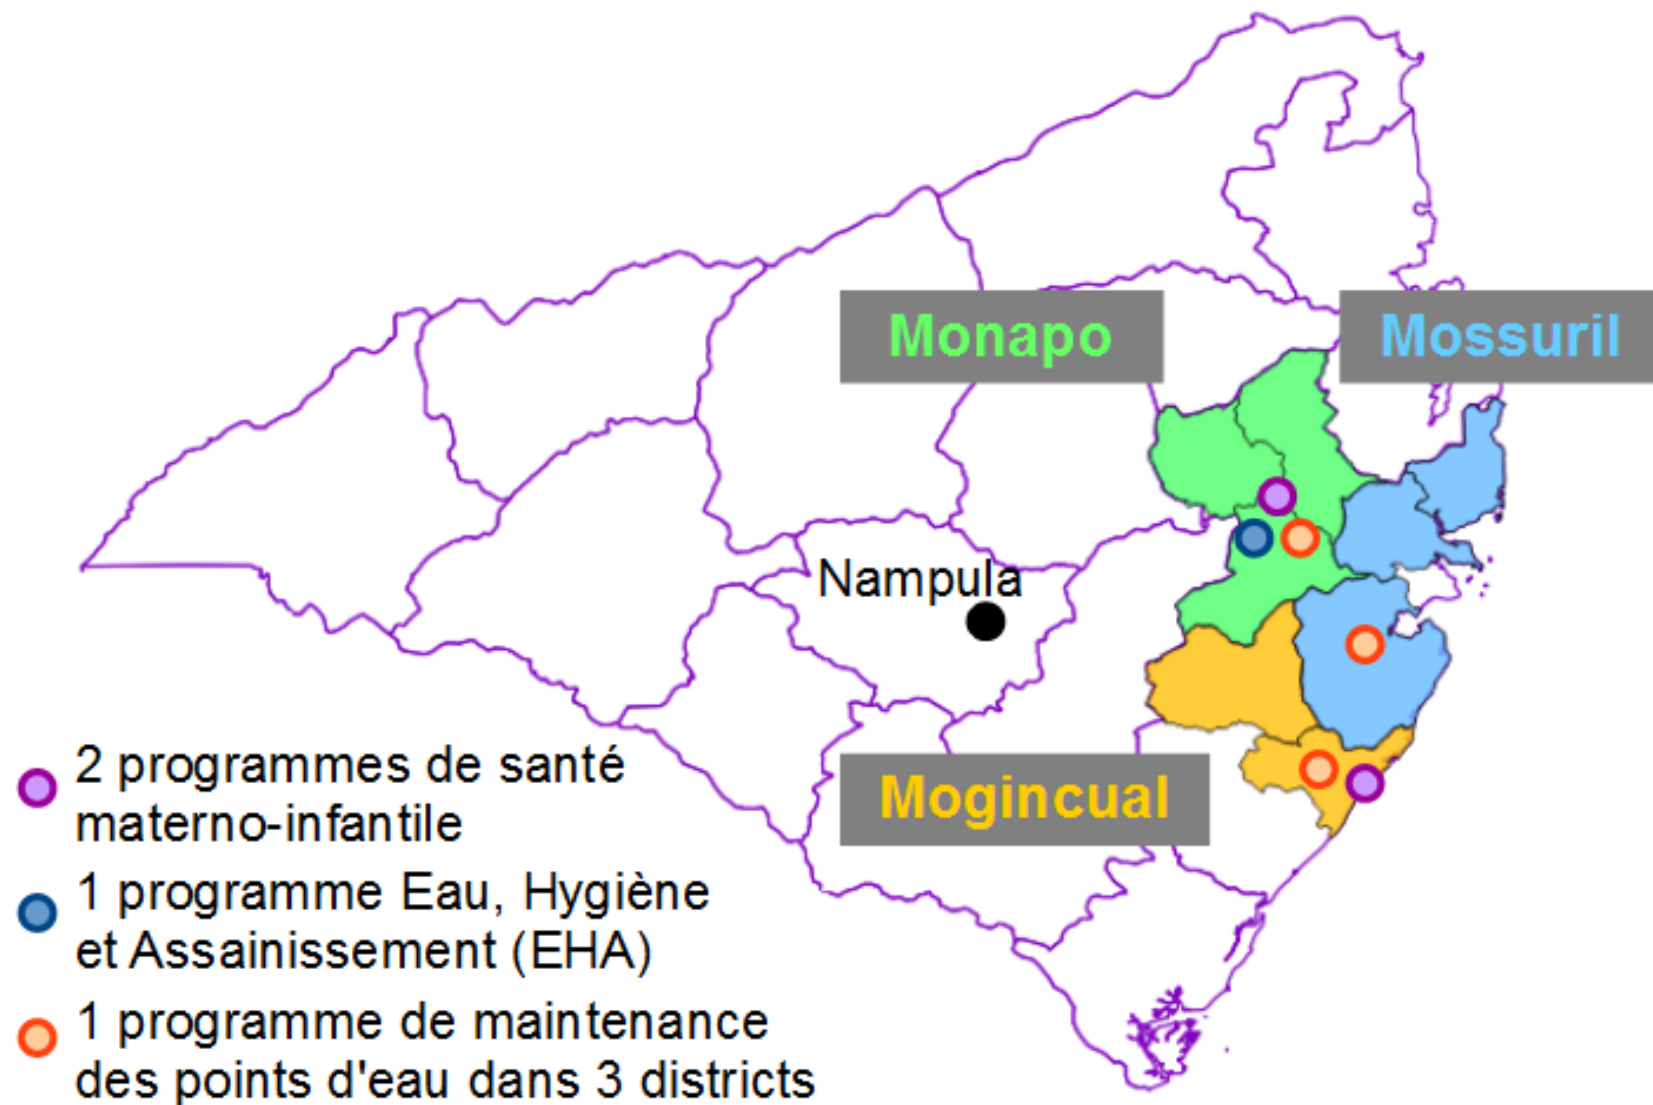 Monapo
Mossuril
Nampula
Mogincual
2 programmes de santé
materno-infantile
1 programme Eau, Hygiène
et Assainissement (EHA)
1 programme de maintenance
des points d'eau dans 3 districts